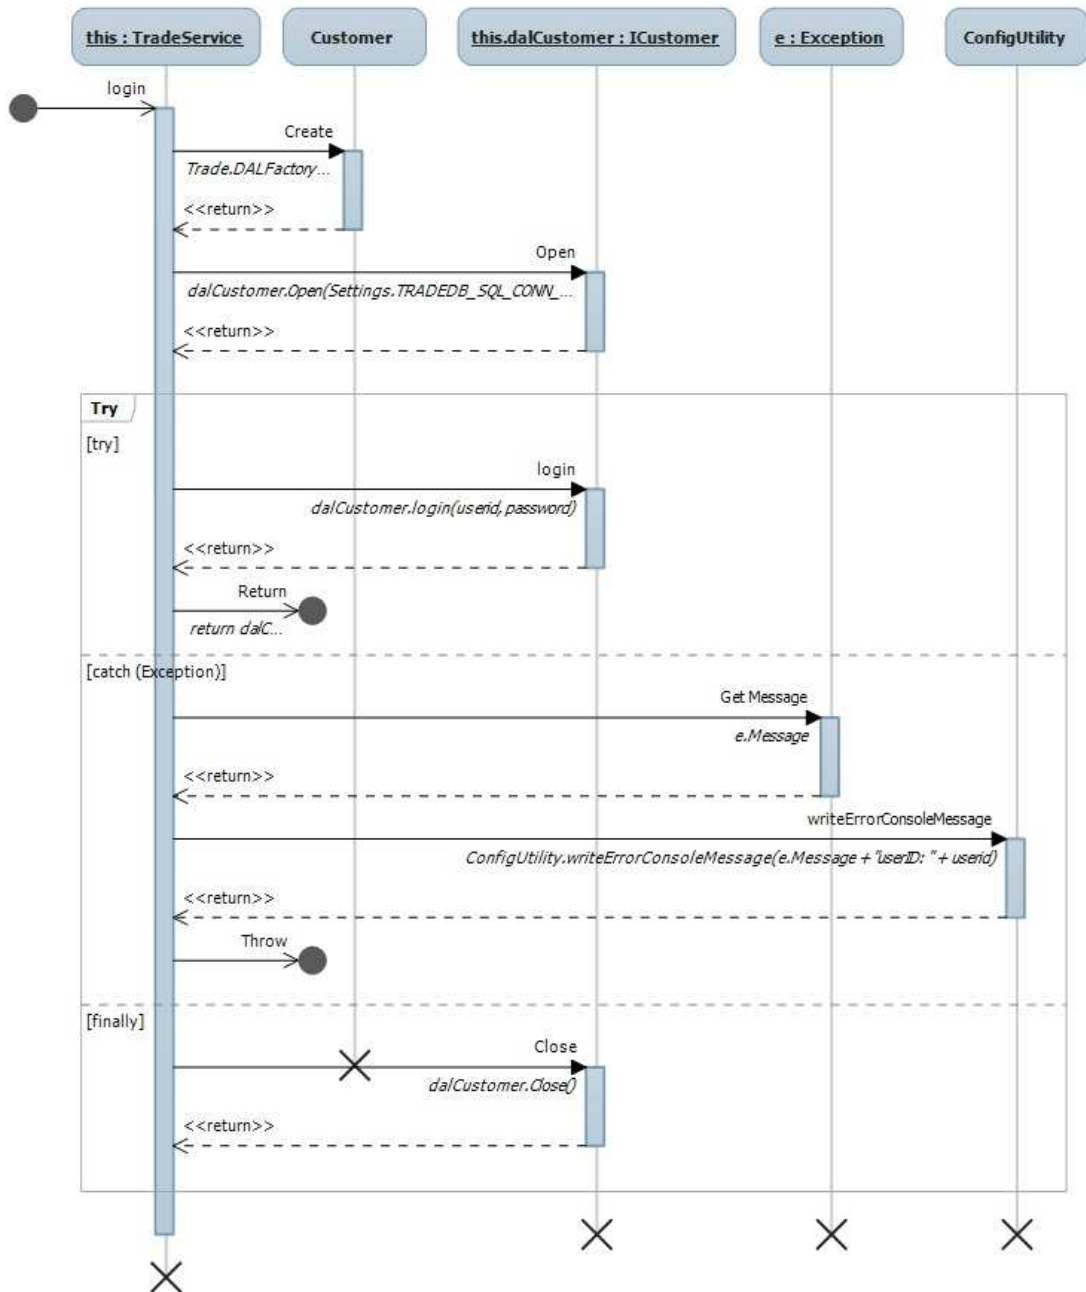 this : TradeService
Customer
this.dalCustomer : ICustomer
e : Exception
ConfigUtility
login
Create
Trade.DALFactory...
<<return>>
Open
dalCustomer.Open(Settings.TRADEDB_SQL_CONN_...
<<return>>
Try
[try]
login
dalCustomer.login(userid, password)
<<return>>
Return
return dalC...
[catch (Exception)]
Get Message
e.Message
<<return>>
writeErrorConsoleMessage
ConfigUtility.writeErrorConsoleMessage(e.Message + "userID: " + userid)
<<return>>
Throw
[finally]
Close
dalCustomer.Close()
<<return>>